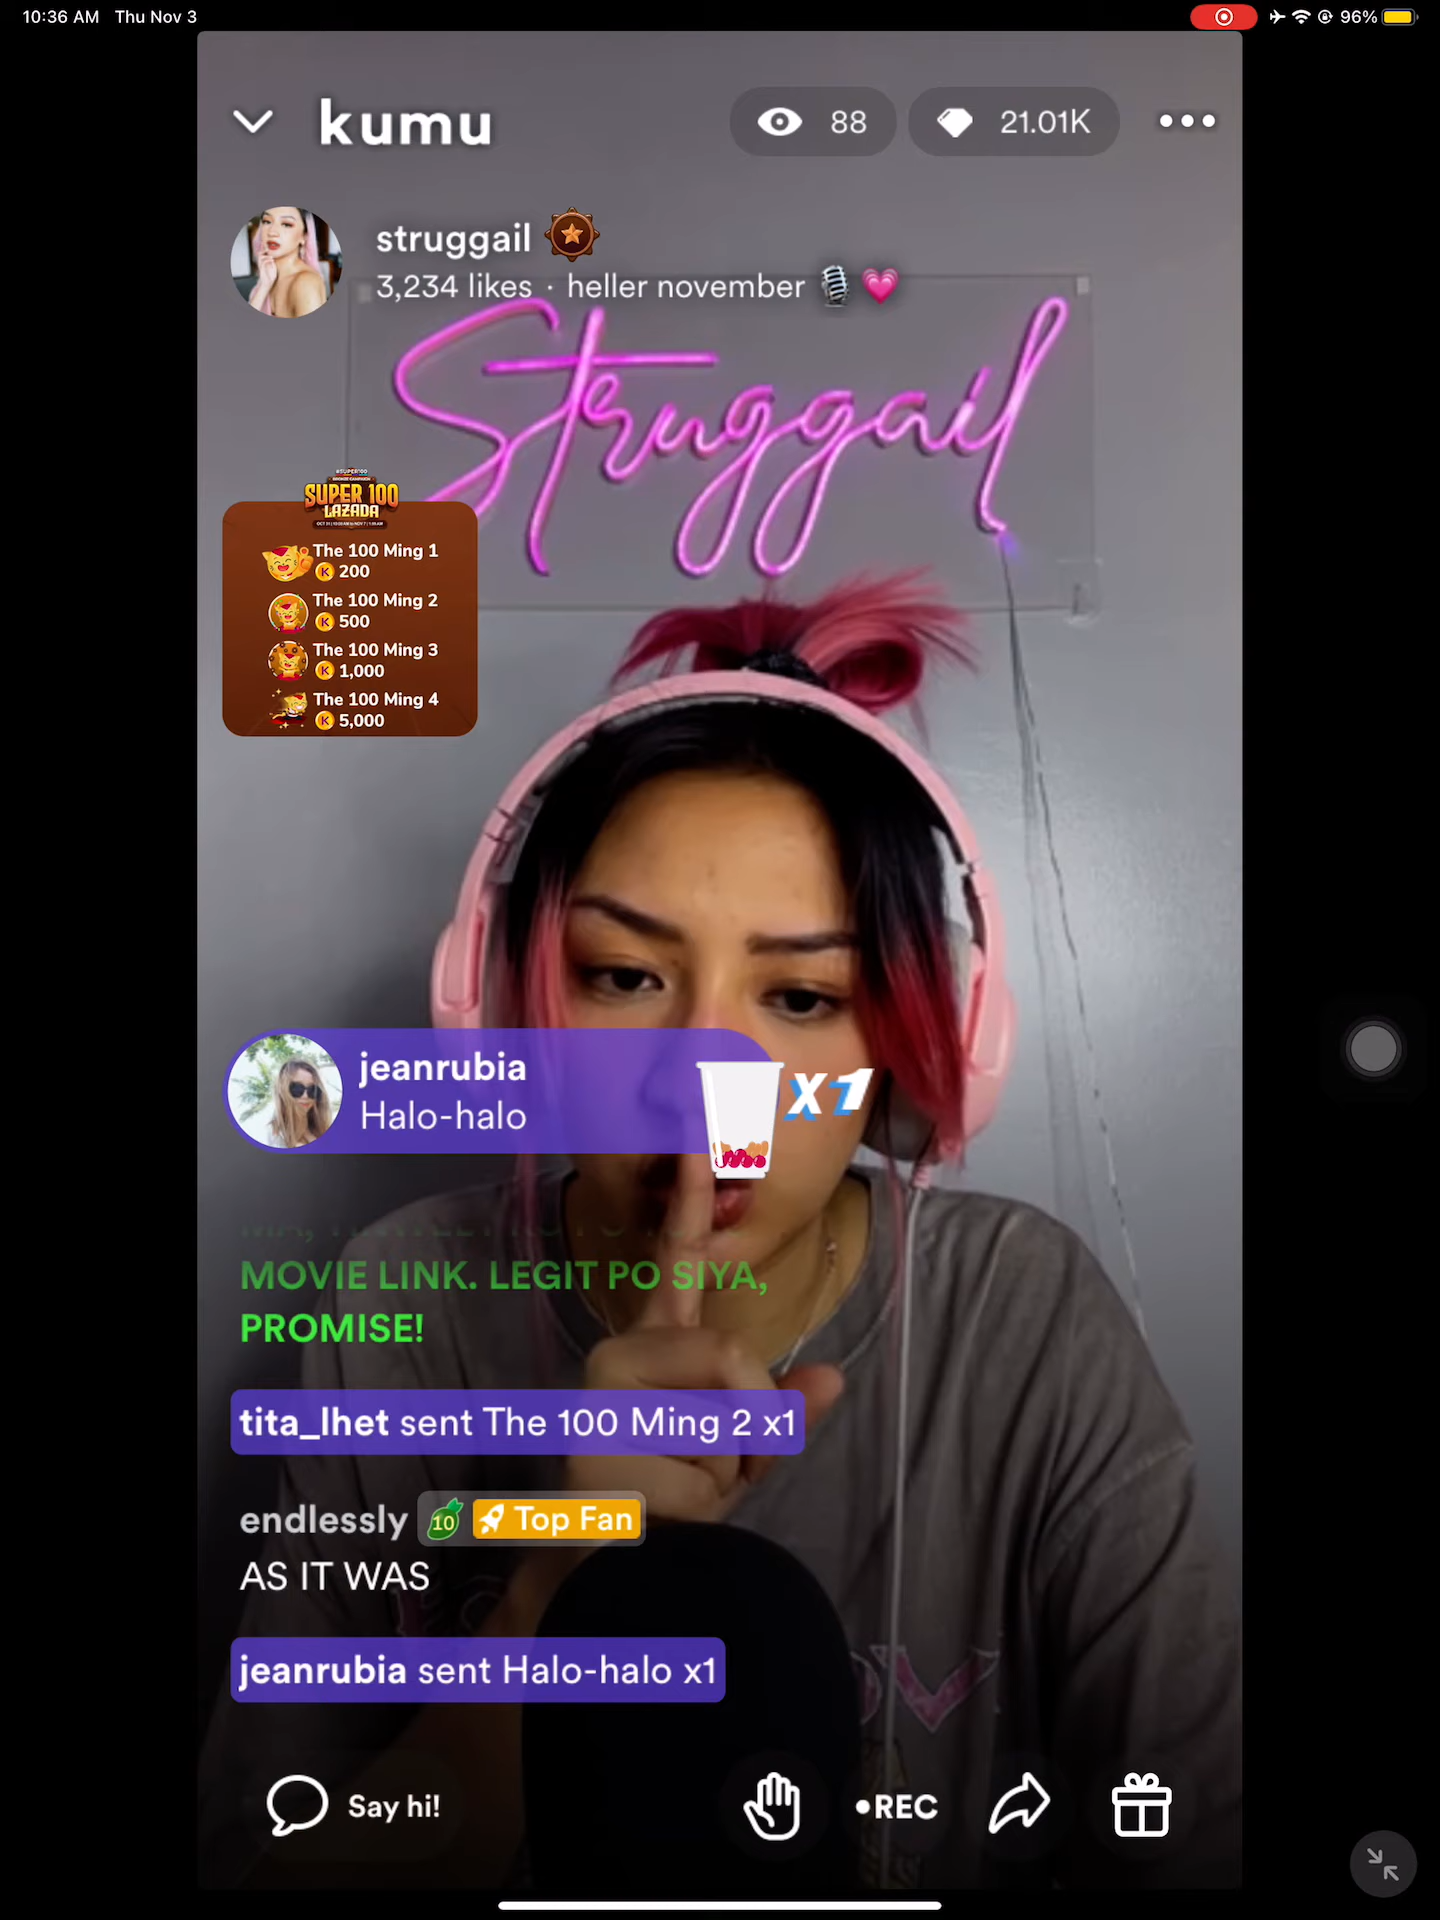 10:36 AM Thu Nov 3
96%
kumu
88
21.01K
struggail
3,234 likes · heller november
Struggail
#SUPER100
SUPER 100
LAZADA
The 100 Ming 1
K 200
The 100 Ming 2
K 500
The 100 Ming 3
K 1,000
The 100 Ming 4
K 5,000
jeanrubia
Halo-halo
X1
MOVIE LINK. LEGIT PO SIYA,
PROMISE!
tita_lhet sent The 100 Ming 2 x1
endlessly 10 Top Fan
AS IT WAS
jeanrubia sent Halo-halo x1
Say hi!
REC